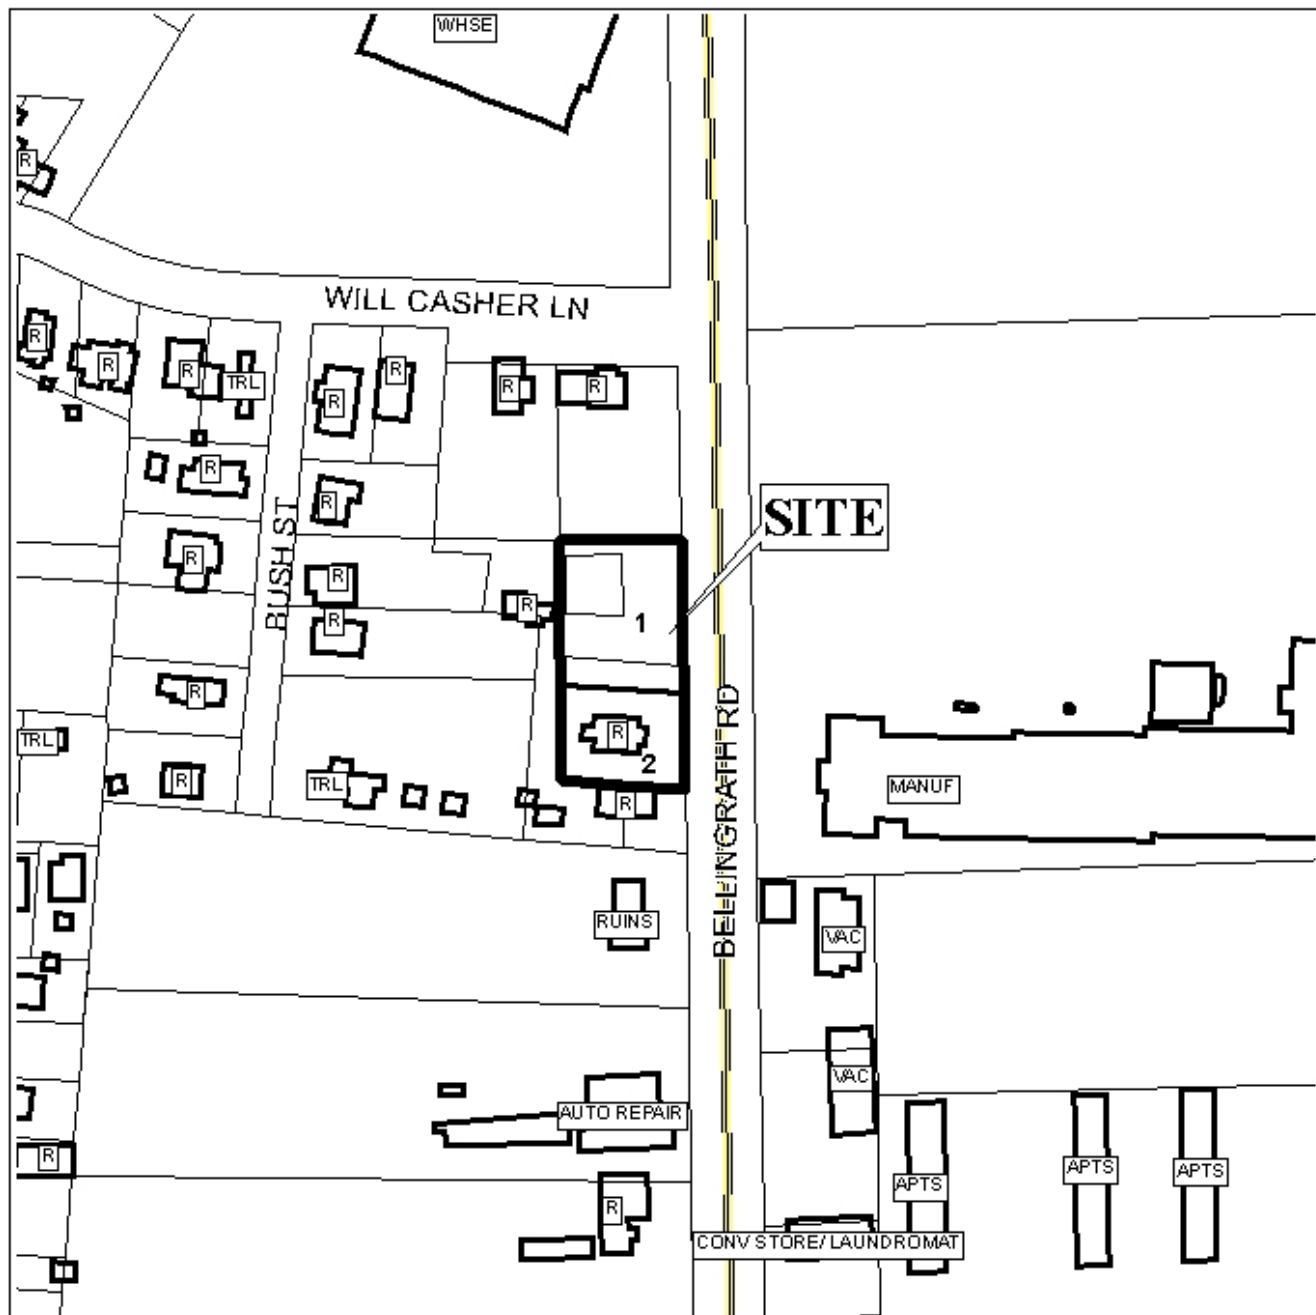 WHSE
R
WILL CASHER LN
R
R
R
TRL
R
R
R
R
R
R
SITE
R
BUSH ST
R
R
R
1
R
R
2
TRL
R
TRL
R
MANUF
BELLINGRATH RD
RUINS
VAC
VAC
AUTO REPAIR
R
APTS
APTS
APTS
R
CONV STORE/ LAUNDROMAT